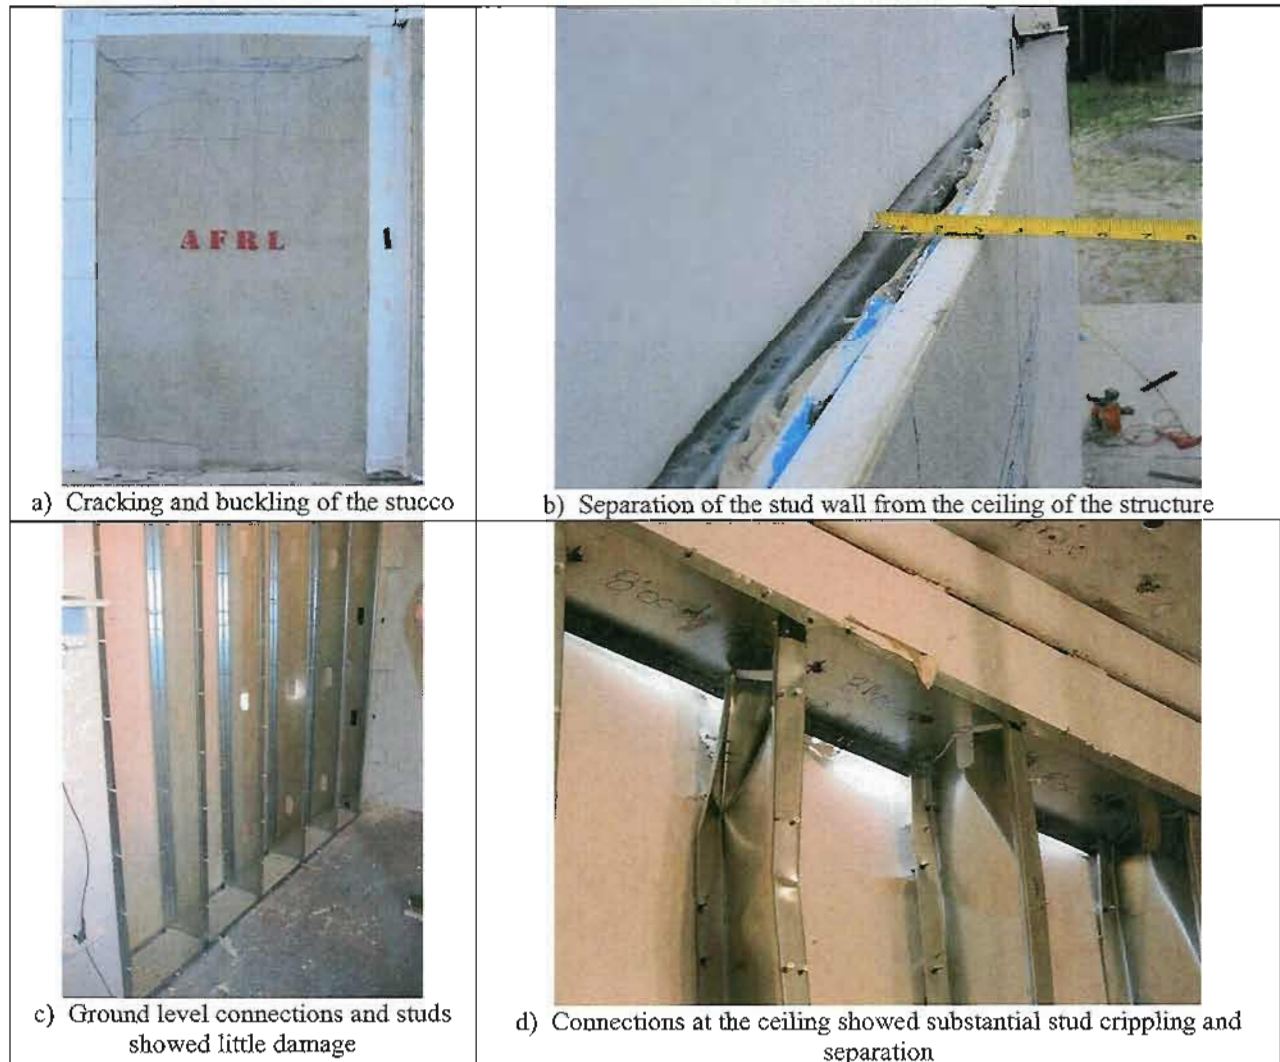 AFRL
a) Cracking and buckling of the stucco
b) Separation of the stud wall from the ceiling of the structure
c) Ground level connections and studs
showed little damage
d) Connections at the ceiling showed substantial stud crippling and
separation